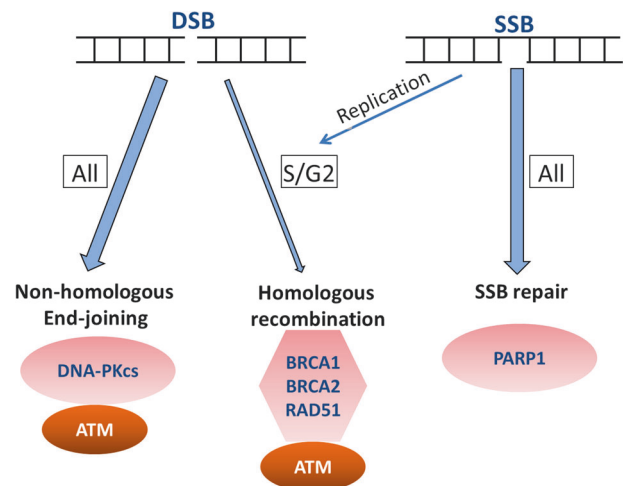 DSB
SSB
Replication
All
S/G2
All
Non-homologous
End-joining
Homologous
recombination
SSB repair
DNA-PKcs
ATM
BRCA1
BRCA2
RAD51
ATM
PARP1